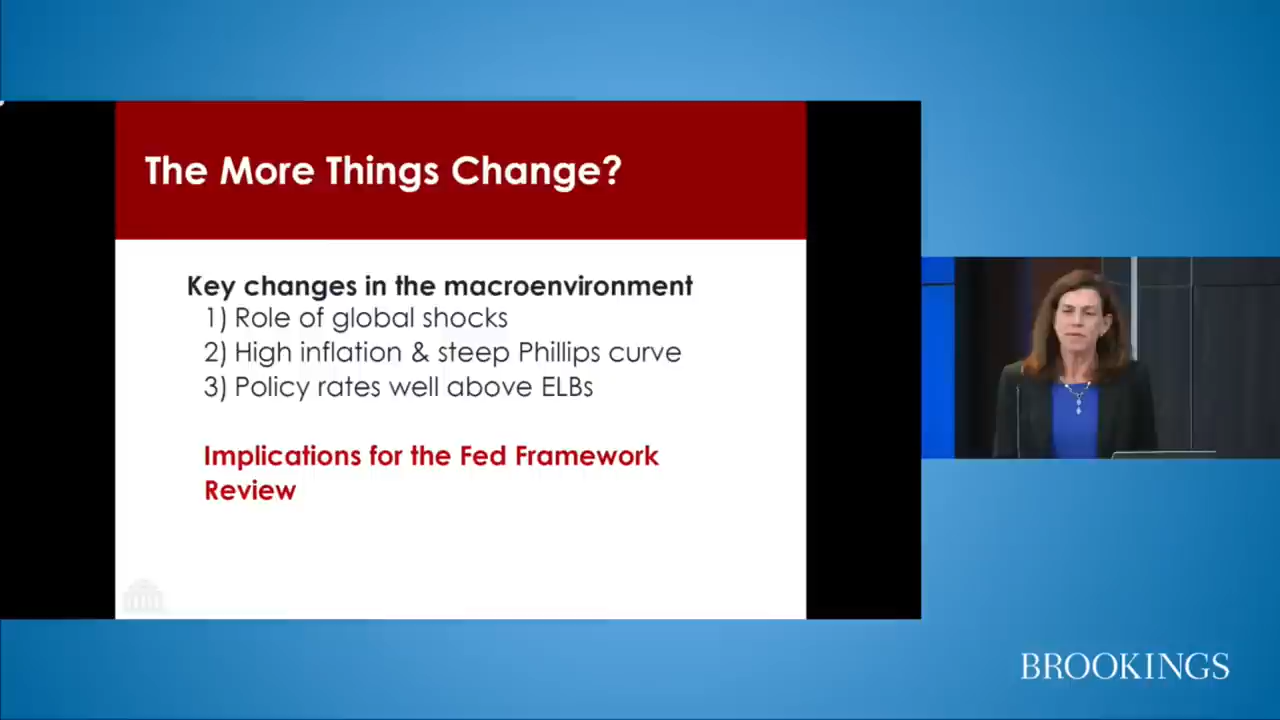 The More Things Change?
Key changes in the macroenvironment
1) Role of global shocks
2) High inflation & steep Phillips curve
3) Policy rates well above ELBs
Implications for the Fed Framework
Review
BROOKINGS